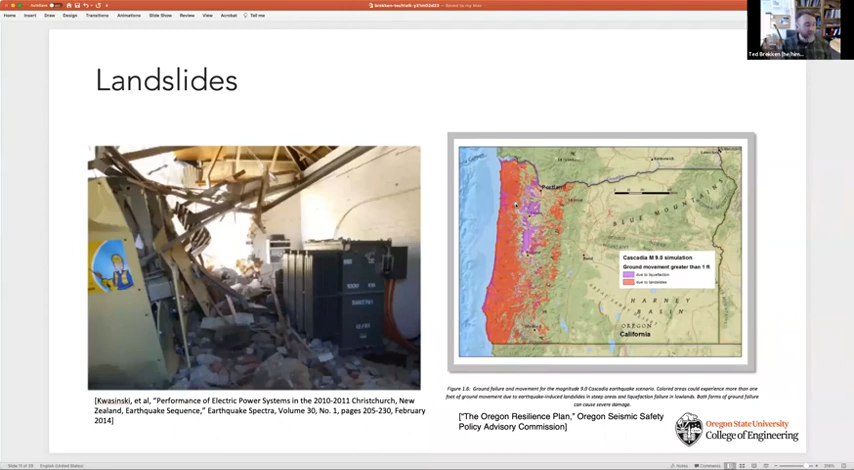 AutoSave
brekken-techtalk-y21m02d23 — Saved to my Mac
Home Insert Draw Design Transitions Animations Slide Show Review View Acrobat Tell me
Ted Brekken (he/him...
Landslides
Portland
BLUE MOUNTAINS
Cascadia M 9.0 simulation
Ground movement greater than 1 ft
due to liquefaction
due to landslides
HARNEY
BASIN
OREGON
California
[Kwasinski, et al, "Performance of Electric Power Systems in the 2010-2011 Christchurch, New
Zealand, Earthquake Sequence," Earthquake Spectra, Volume 30, No. 1, pages 205-230, February
2014]
Figure 1.6: Ground failure and movement for the magnitude 9.0 Cascadia earthquake scenario. Colored areas could experience more than one
foot of ground movement due to earthquake-induced landslides in steep areas and liquefaction failure in lowlands. Both forms of ground failure
can cause severe damage.
["The Oregon Resilience Plan," Oregon Seismic Safety
Policy Advisory Commission]
Oregon State University
College of Engineering
English (United States)
Notes Comments